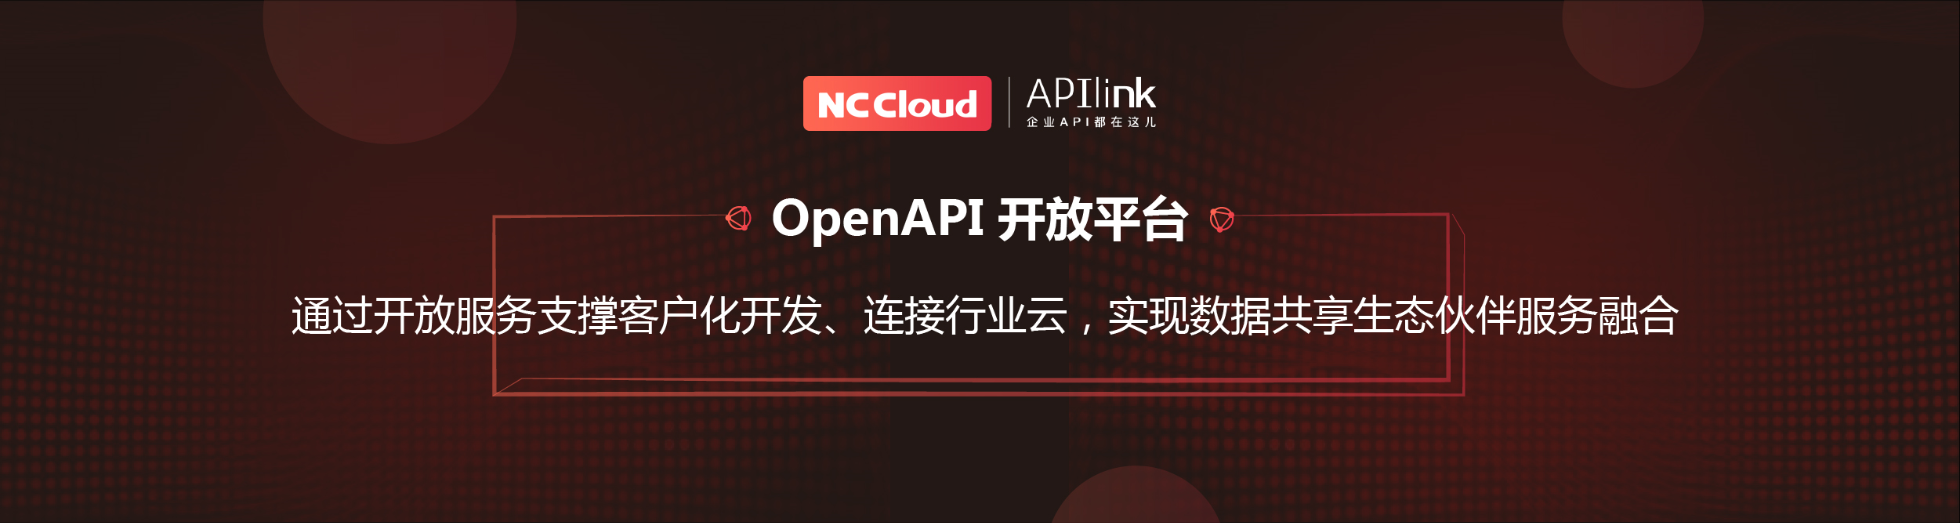 NC Cloud
APIlink
企业API都在这儿
OpenAPI 开放平台
通过开放服务支撑客户化开发、连接行业云，实现数据共享生态伙伴服务融合